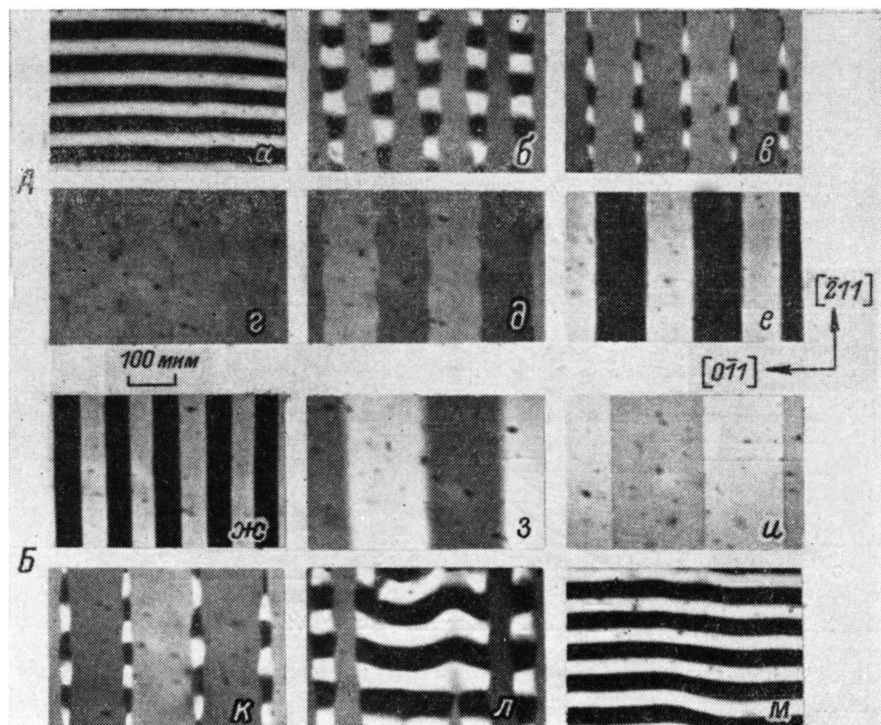 а б в
А
г д е
[2̄11]
100 мкм
[01̄1]
ж з и
Б
к л м